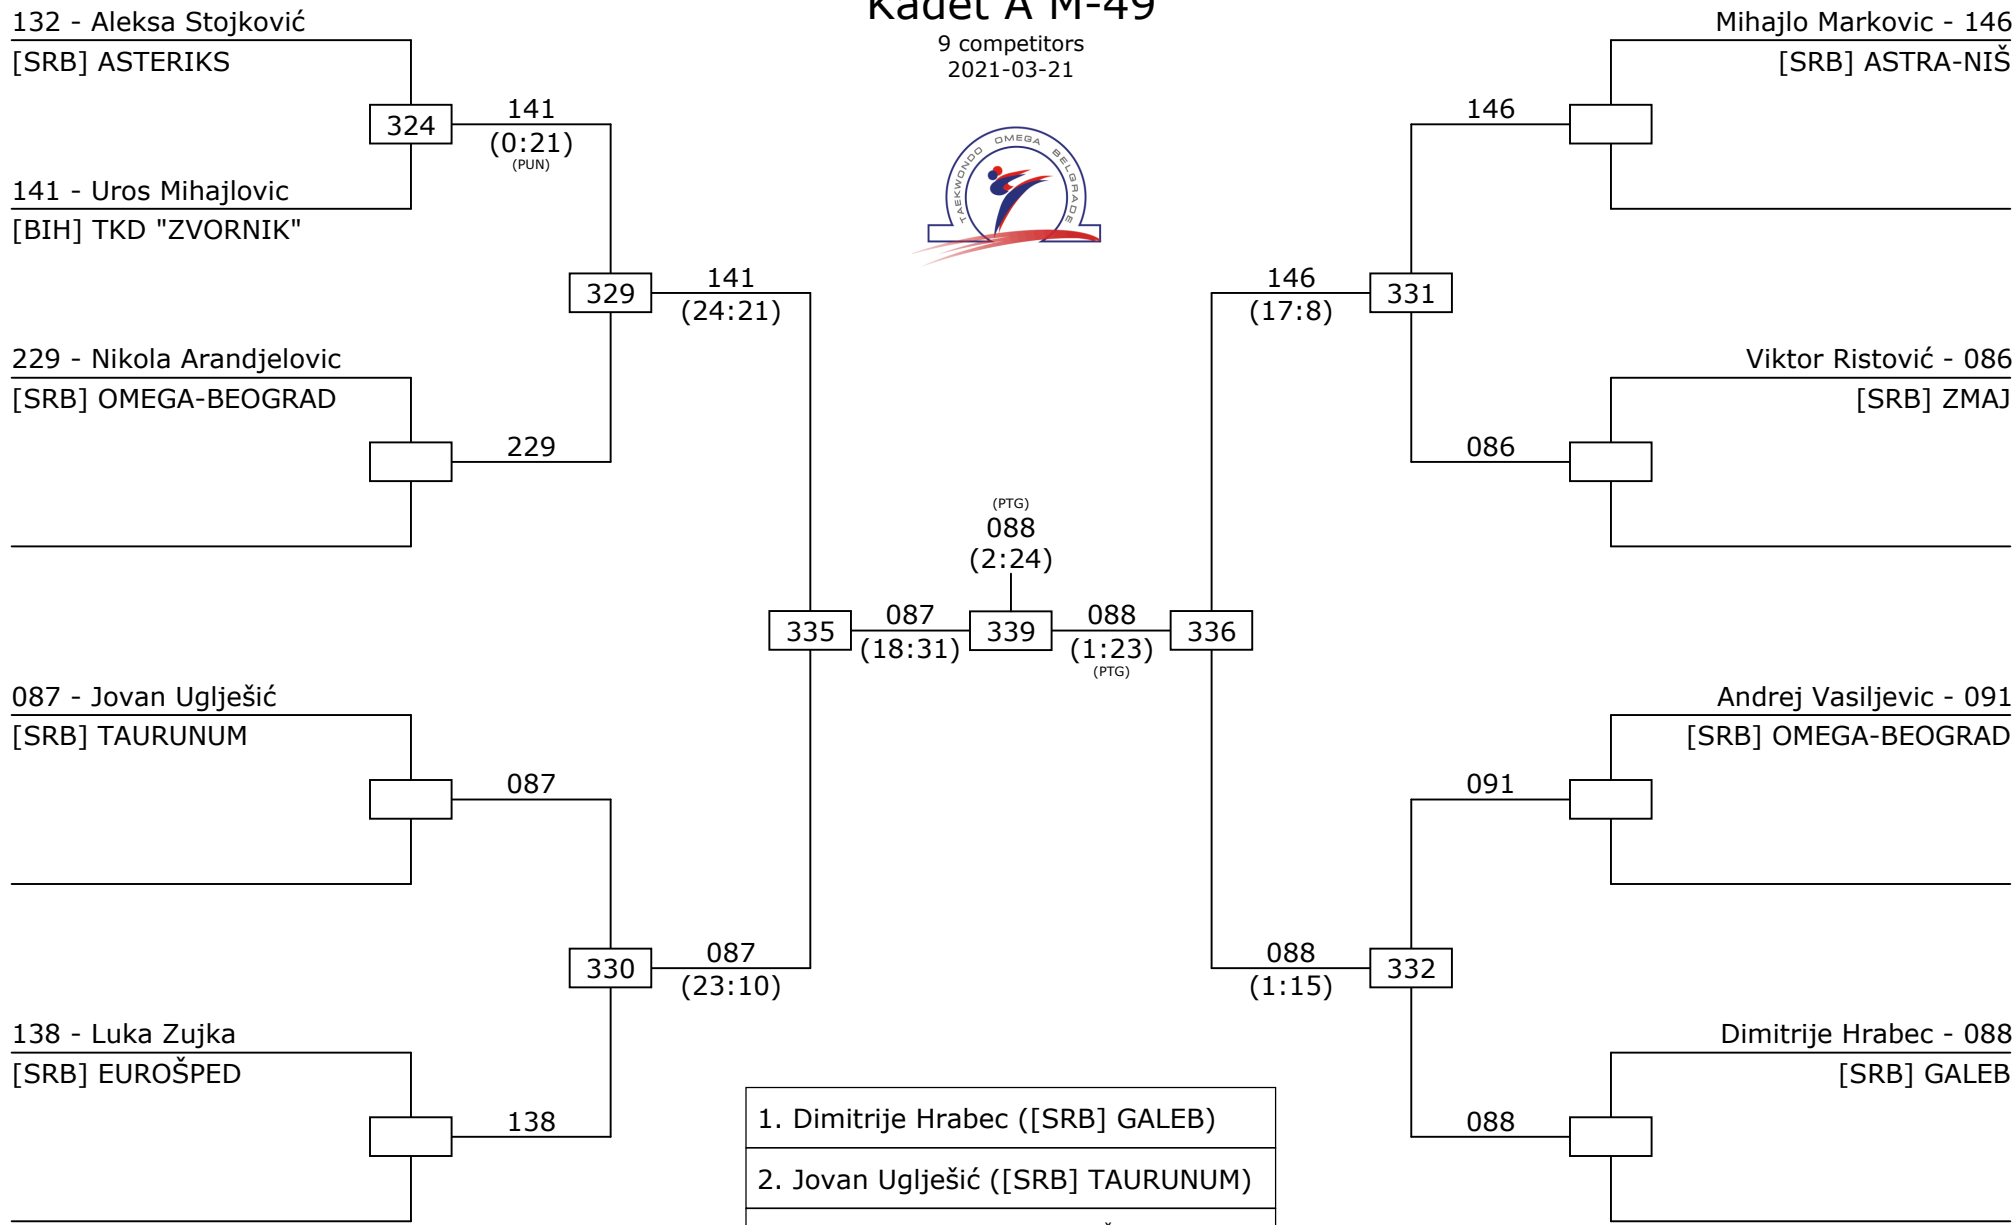 Kadet A M-49
9 competitors
2021-03-21
TAEKWONDO OMEGA BELGRADE
132 - Aleksa Stojković
[SRB] ASTERIKS
324
141
(0:21)
(PUN)
141 - Uros Mihajlovic
[BIH] TKD "ZVORNIK"
329
141
(24:21)
229 - Nikola Arandjelovic
[SRB] OMEGA-BEOGRAD
229
087 - Jovan Uglješić
[SRB] TAURUNUM
087
330
087
(23:10)
138 - Luka Zujka
[SRB] EUROŠPED
138
335
087
(18:31)
(PTG)
088
(2:24)
339
088
(1:23)
(PTG)
336
Mihajlo Markovic - 146
[SRB] ASTRA-NIŠ
146
146
(17:8)
331
Viktor Ristović - 086
[SRB] ZMAJ
086
Andrej Vasiljevic - 091
[SRB] OMEGA-BEOGRAD
091
088
(1:15)
332
Dimitrije Hrabec - 088
[SRB] GALEB
088
1. Dimitrije Hrabec ([SRB] GALEB)
2. Jovan Uglješić ([SRB] TAURUNUM)